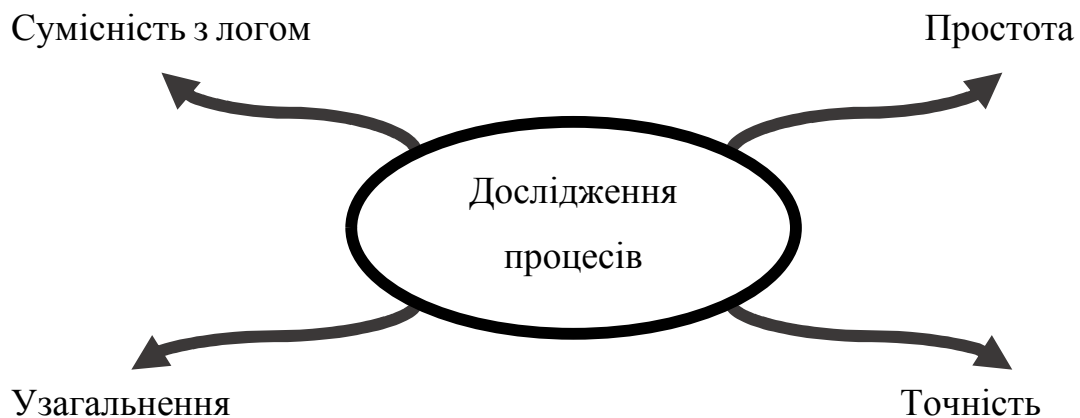 Сумісність з логом
Простота
Дослідження
процесів
Узагальнення
Точність